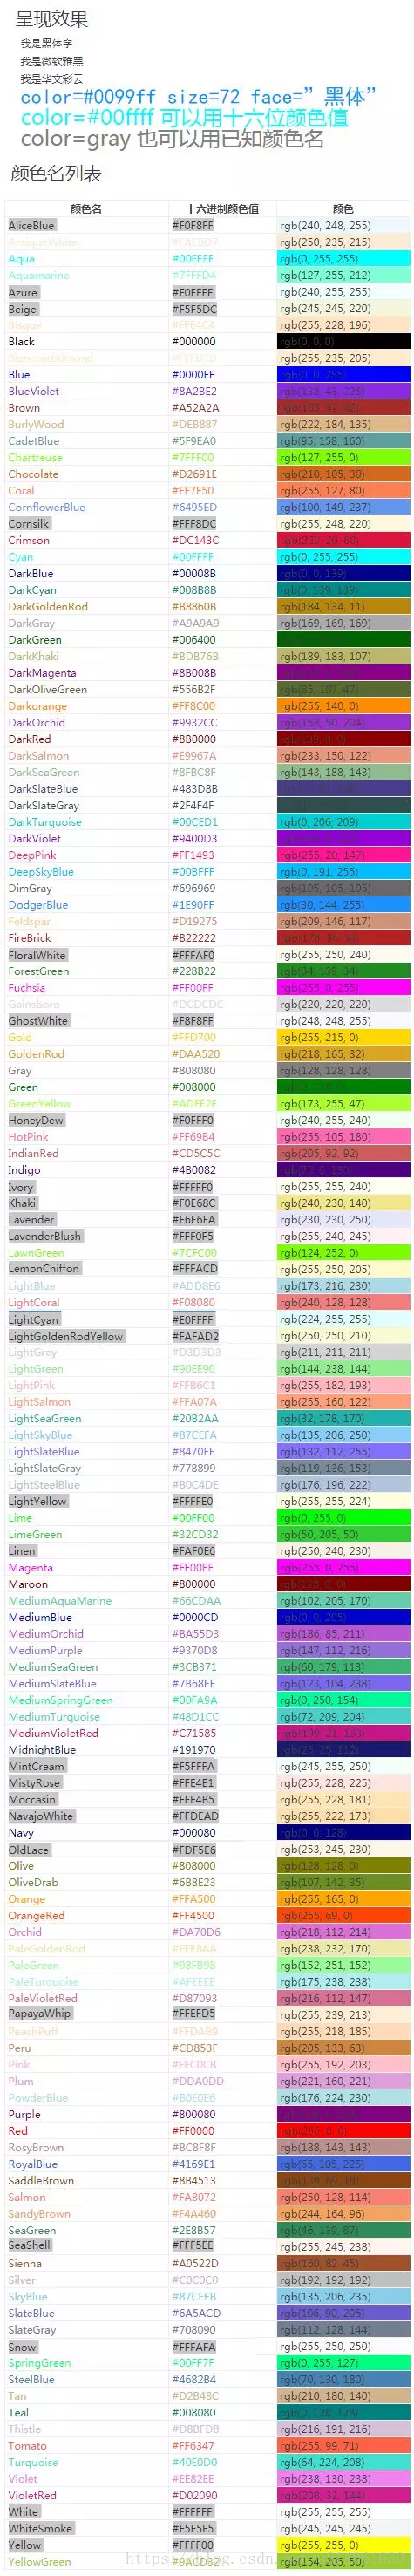 呈现效果
我是黑体字
我是微软雅黑
我是华文彩云
color=#0099ff size=72 face=”黑体”
color=#00ffff 可以用十六位颜色值
color=gray 也可以用已知颜色名
颜色名列表
颜色名 十六进制颜色值 颜色
AliceBlue #F0F8FF rgb(240, 248, 255)
AntiqueWhite #FAEBD7 rgb(250, 235, 215)
Aqua #00FFFF rgb(0, 255, 255)
Aquamarine #7FFFD4 rgb(127, 255, 212)
Azure #F0FFFF rgb(240, 255, 255)
Beige #F5F5DC rgb(245, 245, 220)
Bisque #FFE4C4 rgb(255, 228, 196)
Black #000000 rgb(0, 0, 0)
BlanchedAlmond #FFEBCD rgb(255, 235, 205)
Blue #0000FF rgb(0, 0, 255)
BlueViolet #8A2BE2 rgb(138, 43, 226)
Brown #A52A2A rgb(165, 42, 42)
BurlyWood #DEB887 rgb(222, 184, 135)
CadetBlue #5F9EA0 rgb(95, 158, 160)
Chartreuse #7FFF00 rgb(127, 255, 0)
Chocolate #D2691E rgb(210, 105, 30)
Coral #FF7F50 rgb(255, 127, 80)
CornflowerBlue #6495ED rgb(100, 149, 237)
Cornsilk #FFF8DC rgb(255, 248, 220)
Crimson #DC143C rgb(220, 20, 60)
Cyan #00FFFF rgb(0, 255, 255)
DarkBlue #00008B rgb(0, 0, 139)
DarkCyan #008B8B rgb(0, 139, 139)
DarkGoldenRod #B8860B rgb(184, 134, 11)
DarkGray #A9A9A9 rgb(169, 169, 169)
DarkGreen #006400
DarkKhaki #BDB76B rgb(189, 183, 107)
DarkMagenta #8B008B
DarkOliveGreen #556B2F rgb(85, 107, 47)
Darkorange #FF8C00 rgb(255, 140, 0)
DarkOrchid #9932CC rgb(153, 50, 204)
DarkRed #8B0000 rgb(139, 0, 0)
DarkSalmon #E9967A rgb(233, 150, 122)
DarkSeaGreen #8FBC8F rgb(143, 188, 143)
DarkSlateBlue #483D8B
DarkSlateGray #2F4F4F
DarkTurquoise #00CED1 rgb(0, 206, 209)
DarkViolet #9400D3
DeepPink #FF1493 rgb(255, 20, 147)
DeepSkyBlue #00BFFF rgb(0, 191, 255)
DimGray #696969 rgb(105, 105, 105)
DodgerBlue #1E90FF rgb(30, 144, 255)
Feldspar #D19275 rgb(209, 146, 117)
FireBrick #B22222 rgb(178, 34, 34)
FloralWhite #FFFAF0 rgb(255, 250, 240)
ForestGreen #228B22 rgb(34, 139, 34)
Fuchsia #FF00FF rgb(255, 0, 255)
Gainsboro #DCDCDC rgb(220, 220, 220)
GhostWhite #F8F8FF rgb(248, 248, 255)
Gold #FFD700 rgb(255, 215, 0)
GoldenRod #DAA520 rgb(218, 165, 32)
Gray #808080 rgb(128, 128, 128)
Green #008000
GreenYellow #ADFF2F rgb(173, 255, 47)
HoneyDew #F0FFF0 rgb(240, 255, 240)
HotPink #FF69B4 rgb(255, 105, 180)
IndianRed #CD5C5C rgb(205, 92, 92)
Indigo #4B0082 rgb(75, 0, 130)
Ivory #FFFFF0 rgb(255, 255, 240)
Khaki #F0E68C rgb(240, 230, 140)
Lavender #E6E6FA rgb(230, 230, 250)
LavenderBlush #FFF0F5 rgb(255, 240, 245)
LawnGreen #7CFC00 rgb(124, 252, 0)
LemonChiffon #FFFACD rgb(255, 250, 205)
LightBlue #ADD8E6 rgb(173, 216, 230)
LightCoral #F08080 rgb(240, 128, 128)
LightCyan #E0FFFF rgb(224, 255, 255)
LightGoldenRodYellow #FAFAD2 rgb(250, 250, 210)
LightGrey #D3D3D3 rgb(211, 211, 211)
LightGreen #90EE90 rgb(144, 238, 144)
LightPink #FFB6C1 rgb(255, 182, 193)
LightSalmon #FFA07A rgb(255, 160, 122)
LightSeaGreen #20B2AA rgb(32, 178, 170)
LightSkyBlue #87CEFA rgb(135, 206, 250)
LightSlateBlue #8470FF rgb(132, 112, 255)
LightSlateGray #778899 rgb(119, 136, 153)
LightSteelBlue #B0C4DE rgb(176, 196, 222)
LightYellow #FFFFE0 rgb(255, 255, 224)
Lime #00FF00 rgb(0, 255, 0)
LimeGreen #32CD32 rgb(50, 205, 50)
Linen #FAF0E6 rgb(250, 240, 230)
Magenta #FF00FF rgb(255, 0, 255)
Maroon #800000 rgb(128, 0, 0)
MediumAquaMarine #66CDAA rgb(102, 205, 170)
MediumBlue #0000CD rgb(0, 0, 205)
MediumOrchid #BA55D3 rgb(186, 85, 211)
MediumPurple #9370D8 rgb(147, 112, 216)
MediumSeaGreen #3CB371 rgb(60, 179, 113)
MediumSlateBlue #7B68EE rgb(123, 104, 238)
MediumSpringGreen #00FA9A rgb(0, 250, 154)
MediumTurquoise #48D1CC rgb(72, 209, 204)
MediumVioletRed #C71585 rgb(199, 21, 133)
MidnightBlue #191970 rgb(25, 25, 112)
MintCream #F5FFFA rgb(245, 255, 250)
MistyRose #FFE4E1 rgb(255, 228, 225)
Moccasin #FFE4B5 rgb(255, 228, 181)
NavajoWhite #FFDEAD rgb(255, 222, 173)
Navy #000080 rgb(0, 0, 128)
OldLace #FDF5E6 rgb(253, 245, 230)
Olive #808000 rgb(128, 128, 0)
OliveDrab #6B8E23 rgb(107, 142, 35)
Orange #FFA500 rgb(255, 165, 0)
OrangeRed #FF4500 rgb(255, 69, 0)
Orchid #DA70D6 rgb(218, 112, 214)
PaleGoldenRod #EEE8AA rgb(238, 232, 170)
PaleGreen #98FB98 rgb(152, 251, 152)
PaleTurquoise #AFEEEE rgb(175, 238, 238)
PaleVioletRed #D87093 rgb(216, 112, 147)
PapayaWhip #FFEFD5 rgb(255, 239, 213)
PeachPuff #FFDAB9 rgb(255, 218, 185)
Peru #CD853F rgb(205, 133, 63)
Pink #FFC0CB rgb(255, 192, 203)
Plum #DDA0DD rgb(221, 160, 221)
PowderBlue #B0E0E6 rgb(176, 224, 230)
Purple #800080
Red #FF0000 rgb(255, 0, 0)
RosyBrown #BC8F8F rgb(188, 143, 143)
RoyalBlue #4169E1 rgb(65, 105, 225)
SaddleBrown #8B4513 rgb(139, 69, 19)
Salmon #FA8072 rgb(250, 128, 114)
SandyBrown #F4A460 rgb(244, 164, 96)
SeaGreen #2E8B57 rgb(46, 139, 87)
SeaShell #FFF5EE rgb(255, 245, 238)
Sienna #A0522D rgb(160, 82, 45)
Silver #C0C0C0 rgb(192, 192, 192)
SkyBlue #87CEEB rgb(135, 206, 235)
SlateBlue #6A5ACD rgb(106, 90, 205)
SlateGray #708090 rgb(112, 128, 144)
Snow #FFFAFA rgb(255, 250, 250)
SpringGreen #00FF7F rgb(0, 255, 127)
SteelBlue #4682B4 rgb(70, 130, 180)
Tan #D2B48C rgb(210, 180, 140)
Teal #008080 rgb(0, 128, 128)
Thistle #D8BFD8 rgb(216, 191, 216)
Tomato #FF6347 rgb(255, 99, 71)
Turquoise #40E0D0 rgb(64, 224, 208)
Violet #EE82EE rgb(238, 130, 238)
VioletRed #D02090 rgb(208, 32, 144)
White #FFFFFF rgb(255, 255, 255)
WhiteSmoke #F5F5F5 rgb(245, 245, 245)
Yellow #FFFF00 rgb(255, 255, 0)
YellowGreen #9ACD32 rgb(154, 205, 50)